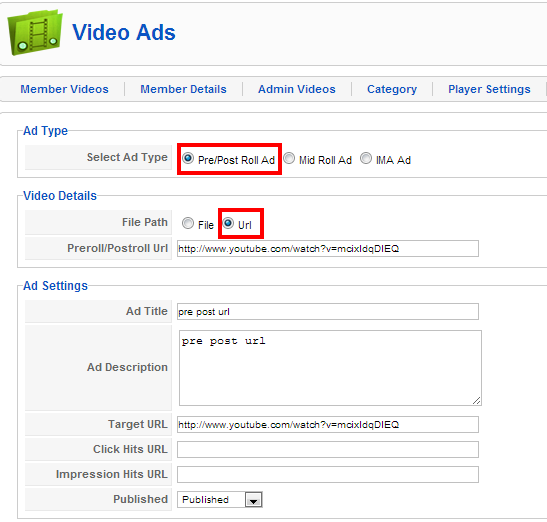 Video Ads
Member Videos Member Details Admin Videos Category Player Settings
Ad Type
Select Ad Type Pre/Post Roll Ad Mid Roll Ad IMA Ad
Video Details
File Path File Url
Preroll/Postroll Url http://www.youtube.com/watch?v=mcixIdqDIEQ
Ad Settings
Ad Title pre post url
pre post url
Ad Description
Target URL http://www.youtube.com/watch?v=mcixIdqDIEQ
Click Hits URL
Impression Hits URL
Published Published